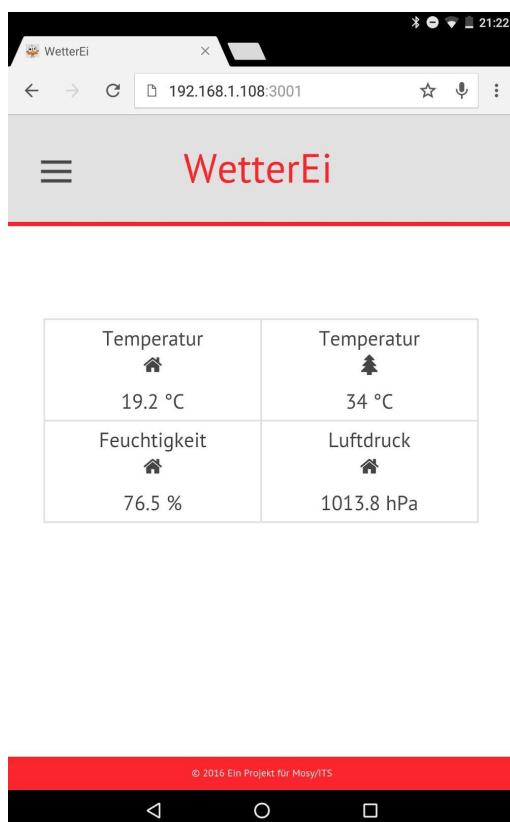 21:22
WetterEi
192.168.1.108:3001
WetterEi
Temperatur
19.2 °C
Temperatur
34 °C
Feuchtigkeit
76.5 %
Luftdruck
1013.8 hPa
© 2016 Ein Projekt für Mosy/ITS